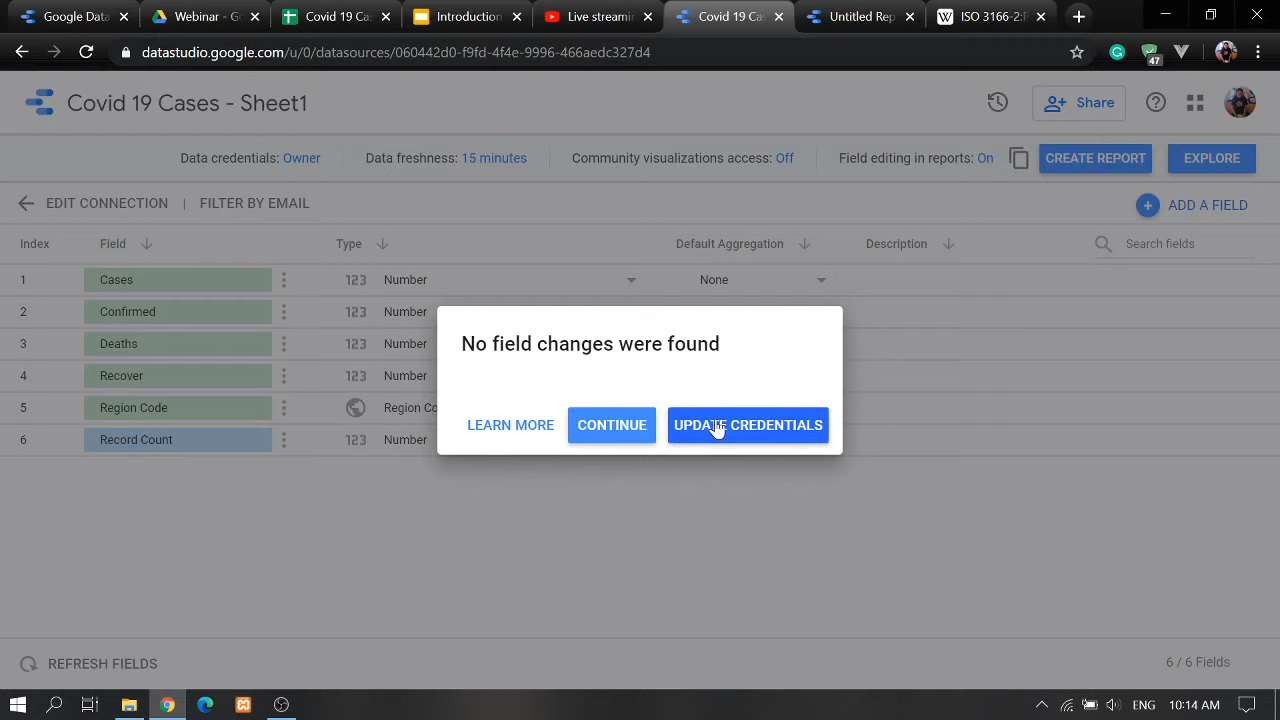 Google Data
Webinar - G
Covid 19 Cas
Introduction
Live streami
Covid 19 Cas
Untitled Rep
ISO 3166-2:P
datastudio.google.com/u/0/datasources/060442d0-f9fd-4f4e-9996-466aedc327d4
47
Covid 19 Cases - Sheet1
Share
Data credentials: Owner
Data freshness: 15 minutes
Community visualizations access: Off
Field editing in reports: On
CREATE REPORT
EXPLORE
EDIT CONNECTION | FILTER BY EMAIL
ADD A FIELD
Index Field Type Default Aggregation Description Search fields
1 Cases 123 Number None
2 Confirmed 123 Number
3 Deaths 123 Number
4 Recover 123 Number
5 Region Code Region Co
6 Record Count 123 Number
No field changes were found
LEARN MORE CONTINUE UPDATE CREDENTIALS
REFRESH FIELDS
6 / 6 Fields
ENG 10:14 AM